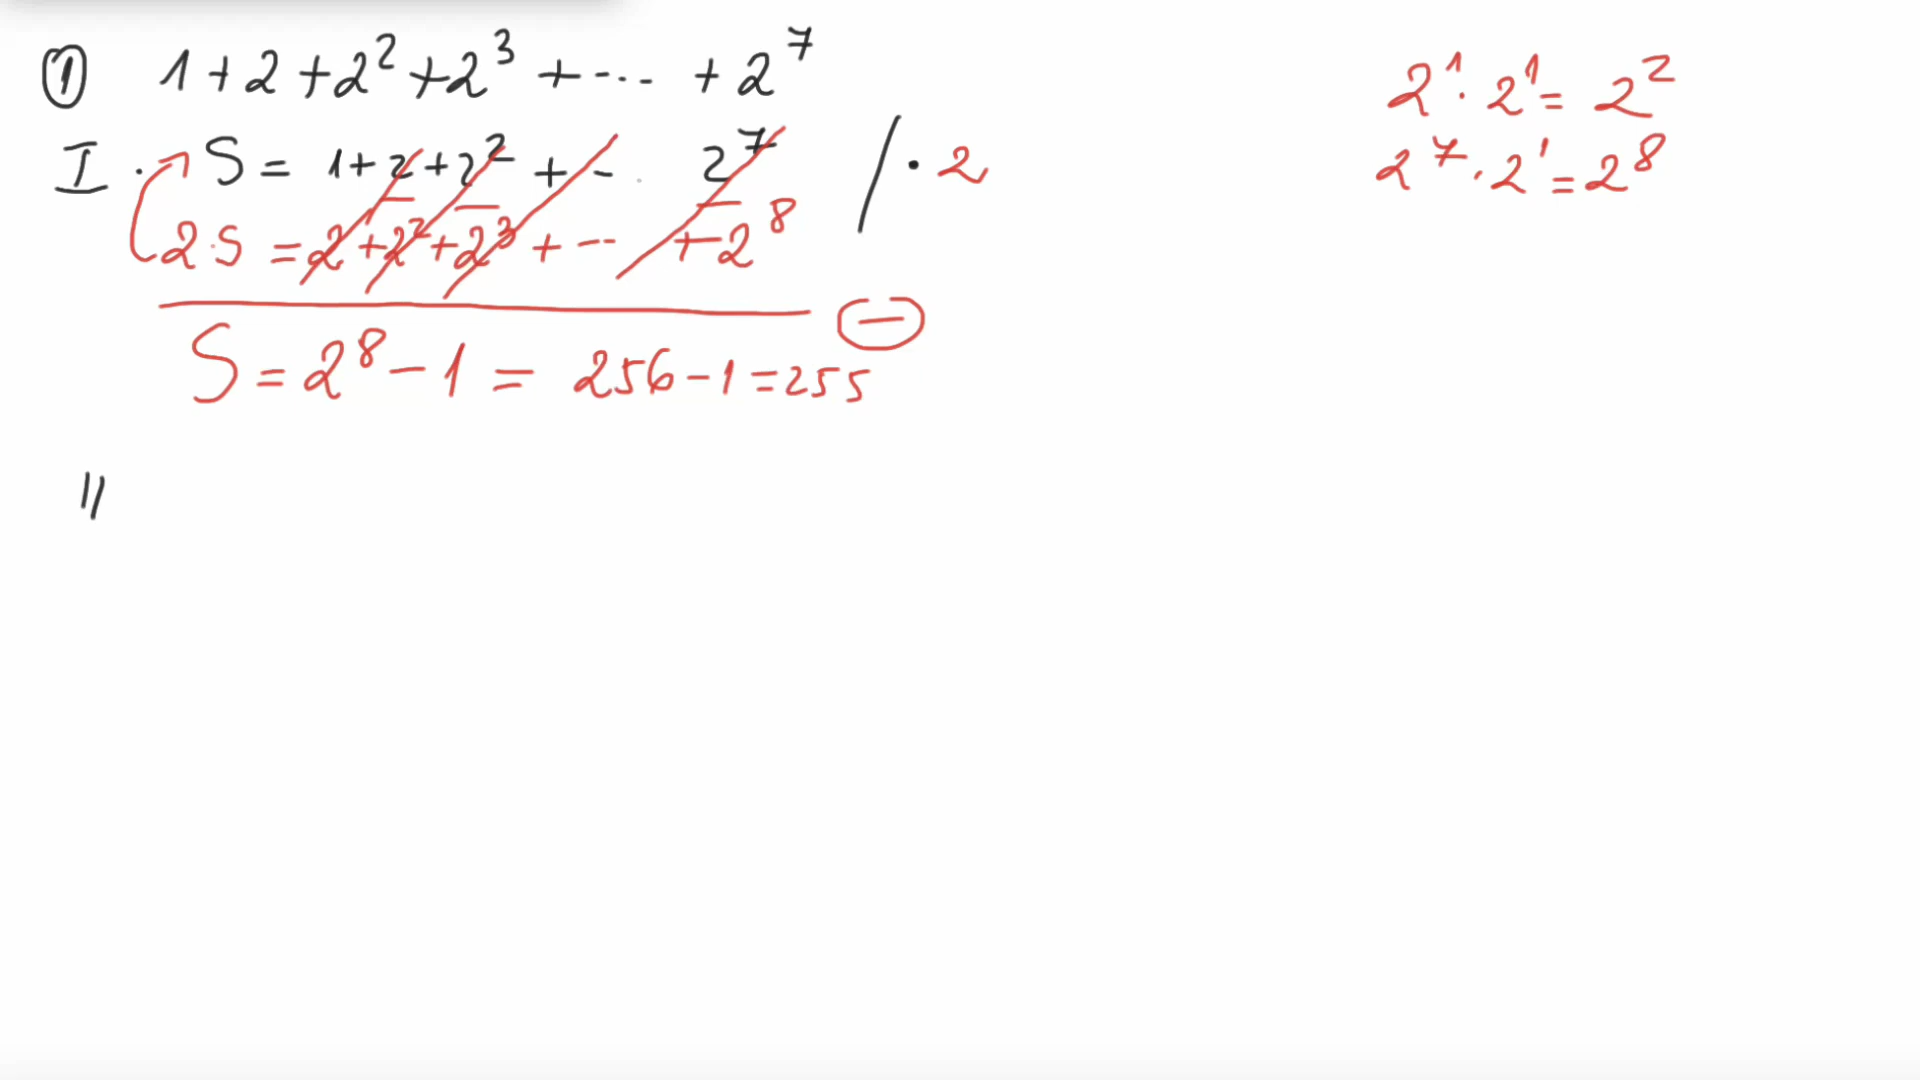 ① 1 + 2 + 2² + 2³ + -··- + 2⁷
I · S = 1 + 2 + 2² + - · 2⁷ / · 2
2·S = 2 + 2² + 2³ + -- + 2⁸
⊖
S = 2⁸ - 1 = 256 - 1 = 255
II
2¹ · 2¹ = 2²
2⁷ · 2¹ = 2⁸